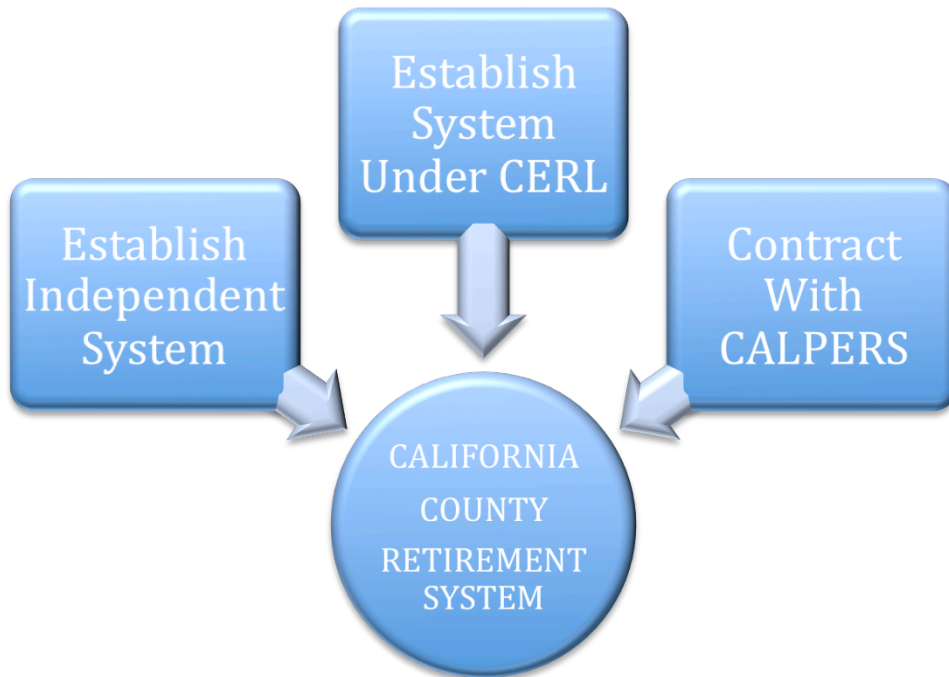 Establish
System
Under CERL
Establish
Independent
System
Contract
With
CALPERS
CALIFORNIA
COUNTY
RETIREMENT
SYSTEM